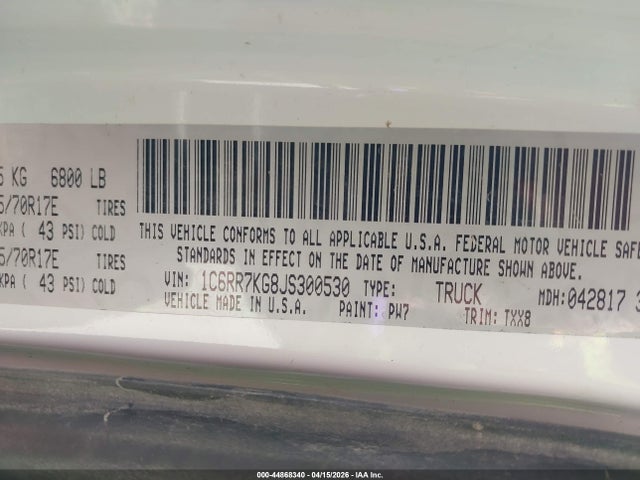 5 KG 6800 LB
5/70R17E TIRES
KPA ( 43 PSI) COLD
5/70R17E TIRES
KPA ( 43 PSI) COLD
THIS VEHICLE CONFORMS TO ALL APPLICABLE U.S.A. FEDERAL MOTOR VEHICLE SAFE
STANDARDS IN EFFECT ON THE DATE OF MANUFACTURE SHOWN ABOVE.
VIN: 1C6RR7KG8JS300530 TYPE: TRUCK MDH:042817 3
VEHICLE MADE IN U.S.A. PAINT: PW7 TRIM: TXX8
000-44868340 - 04/15/2026 - IAA Inc.